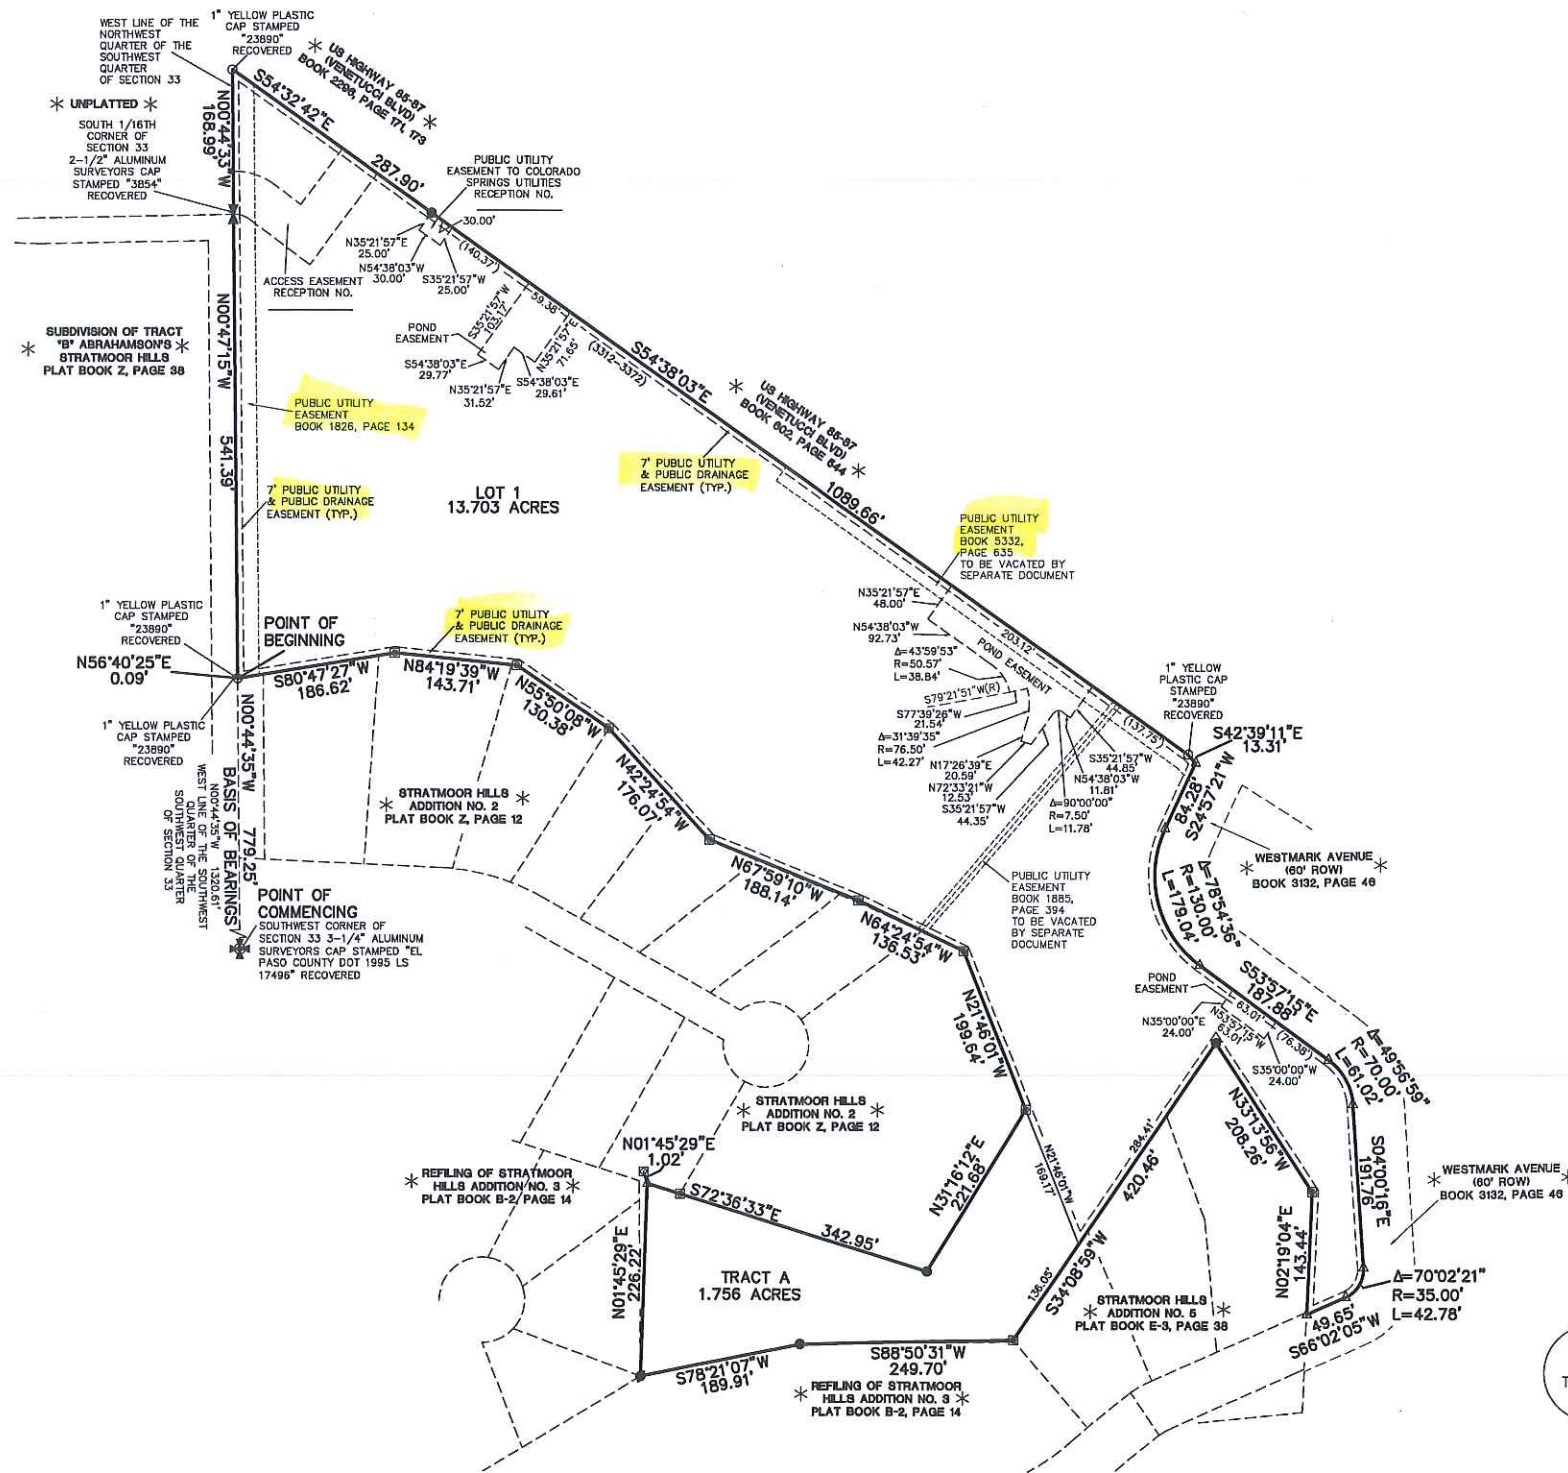 WEST LINE OF THE
NORTHWEST
QUARTER OF THE
SOUTHWEST
QUARTER
OF SECTION 33
1" YELLOW PLASTIC
CAP STAMPED
"23890"
RECOVERED
* US HIGHWAY 85-87
(VENETUCCI BLVD) *
BOOK 2298, PAGE 171, 173
* UNPLATTED *
SOUTH 1/16TH
CORNER OF
SECTION 33
2-1/2" ALUMINUM
SURVEYORS CAP
STAMPED "3854"
RECOVERED
N00°44'33"W
168.99'
S54°32'42"E
287.90'
PUBLIC UTILITY
EASEMENT TO COLORADO
SPRINGS UTILITIES
RECEPTION NO.
30.00'
(140.37')
N35°21'57"E
25.00'
N54°38'03"W
30.00'
S35°21'57"W
25.00'
ACCESS EASEMENT
RECEPTION NO.
SUBDIVISION OF TRACT
* "B" ABRAHAMSON'S *
STRATMOOR HILLS
PLAT BOOK Z, PAGE 38
N00°47'15"W
541.39'
POND
EASEMENT
S35°21'57"W
103.17'
59.38'
S54°38'03"E
29.77'
N35°21'57"E
31.52'
S54°38'03"E
29.61'
N35°21'57"E
71.65'
(3312-3372)
S54°38'03"E
1089.66'
* US HIGHWAY 85-87
(VENETUCCI BLVD)
BOOK 602, PAGE 644 *
PUBLIC UTILITY
EASEMENT
BOOK 1826, PAGE 134
7' PUBLIC UTILITY
& PUBLIC DRAINAGE
EASEMENT (TYP.)
LOT 1
13.703 ACRES
7' PUBLIC UTILITY
& PUBLIC DRAINAGE
EASEMENT (TYP.)
PUBLIC UTILITY
EASEMENT
BOOK 5332,
PAGE 635
TO BE VACATED BY
SEPARATE DOCUMENT
N35°21'57"E
48.00'
N54°38'03"W
92.73'
Δ=43°59'53"
R=50.57'
L=38.84'
S79°21'51"W(R)
S77°39'26"W
21.54'
Δ=31°39'35"
R=76.50'
L=42.27'
N17°26'39"E
20.59'
N72°33'21"W
12.53'
S35°21'57"W
44.35'
203.12'
POND EASEMENT
(137.75')
S35°21'57"W
44.85'
N54°38'03"W
11.81'
Δ=90°00'00"
R=7.50'
L=11.78'
1" YELLOW
PLASTIC CAP
STAMPED
"23890"
RECOVERED
S42°39'11"E
13.31'
84.28'
S24°57'21"W
1" YELLOW PLASTIC
CAP STAMPED
"23890"
RECOVERED
POINT OF
BEGINNING
N56°40'25"E
0.09'
7' PUBLIC UTILITY
& PUBLIC DRAINAGE
EASEMENT (TYP.)
S80°47'27"W
186.62'
N84°19'39"W
143.71'
N55°50'08"W
130.38'
N42°24'54"W
176.07'
N67°59'10"W
188.14'
N64°24'54"W
136.53'
1" YELLOW PLASTIC
CAP STAMPED
"23890"
RECOVERED
N00°44'35"W
779.25'
BASIS OF BEARINGS
N00°44'35"W 1320.61'
WEST LINE OF THE SOUTHWEST
QUARTER OF THE
SOUTHWEST QUARTER
OF SECTION 33
POINT OF
COMMENCING
SOUTHWEST CORNER OF
SECTION 33 3-1/4" ALUMINUM
SURVEYORS CAP STAMPED "EL
PASO COUNTY DOT 1995 LS
17496" RECOVERED
STRATMOOR HILLS
* ADDITION NO. 2 *
PLAT BOOK Z, PAGE 12
PUBLIC UTILITY
EASEMENT
BOOK 1885,
PAGE 394
TO BE VACATED
BY SEPARATE
DOCUMENT
Δ=78°54'36"
R=130.00'
L=179.04'
WESTMARK AVENUE
* (60' ROW) *
BOOK 3132, PAGE 46
POND
EASEMENT
S53°57'15"E
187.88'
63.01'
N53°57'15"W
63.01'
(76.38')
N35°00'00"E
24.00'
S35°00'00"W
24.00'
Δ=49°56'59"
R=70.00'
L=61.02'
N21°46'01"W
199.64'
STRATMOOR HILLS
* ADDITION NO. 2 *
PLAT BOOK Z, PAGE 12
N01°45'29"E
1.02'
* REFILING OF STRATMOOR
HILLS ADDITION NO. 3 *
PLAT BOOK B-2, PAGE 14
S72°36'33"E
342.95'
N31°16'12"E
221.68'
N21°46'01"W
169.17'
284.41'
420.46'
136.05'
S34°08'59"W
N33°13'56"W
208.26'
S04°00'16"E
191.76'
WESTMARK AVENUE
* (60' ROW) *
BOOK 3132, PAGE 46
N02°19'04"E
143.44'
Δ=70°02'21"
R=35.00'
L=42.78'
49.65'
S66°02'05"W
N01°45'29"E
226.22'
TRACT A
1.756 ACRES
STRATMOOR HILLS
* ADDITION NO. 5 *
PLAT BOOK E-3, PAGE 38
S78°21'07"W
189.91'
S88°50'31"W
249.70'
* REFILING OF STRATMOOR
HILLS ADDITION NO. 3 *
PLAT BOOK B-2, PAGE 14
T